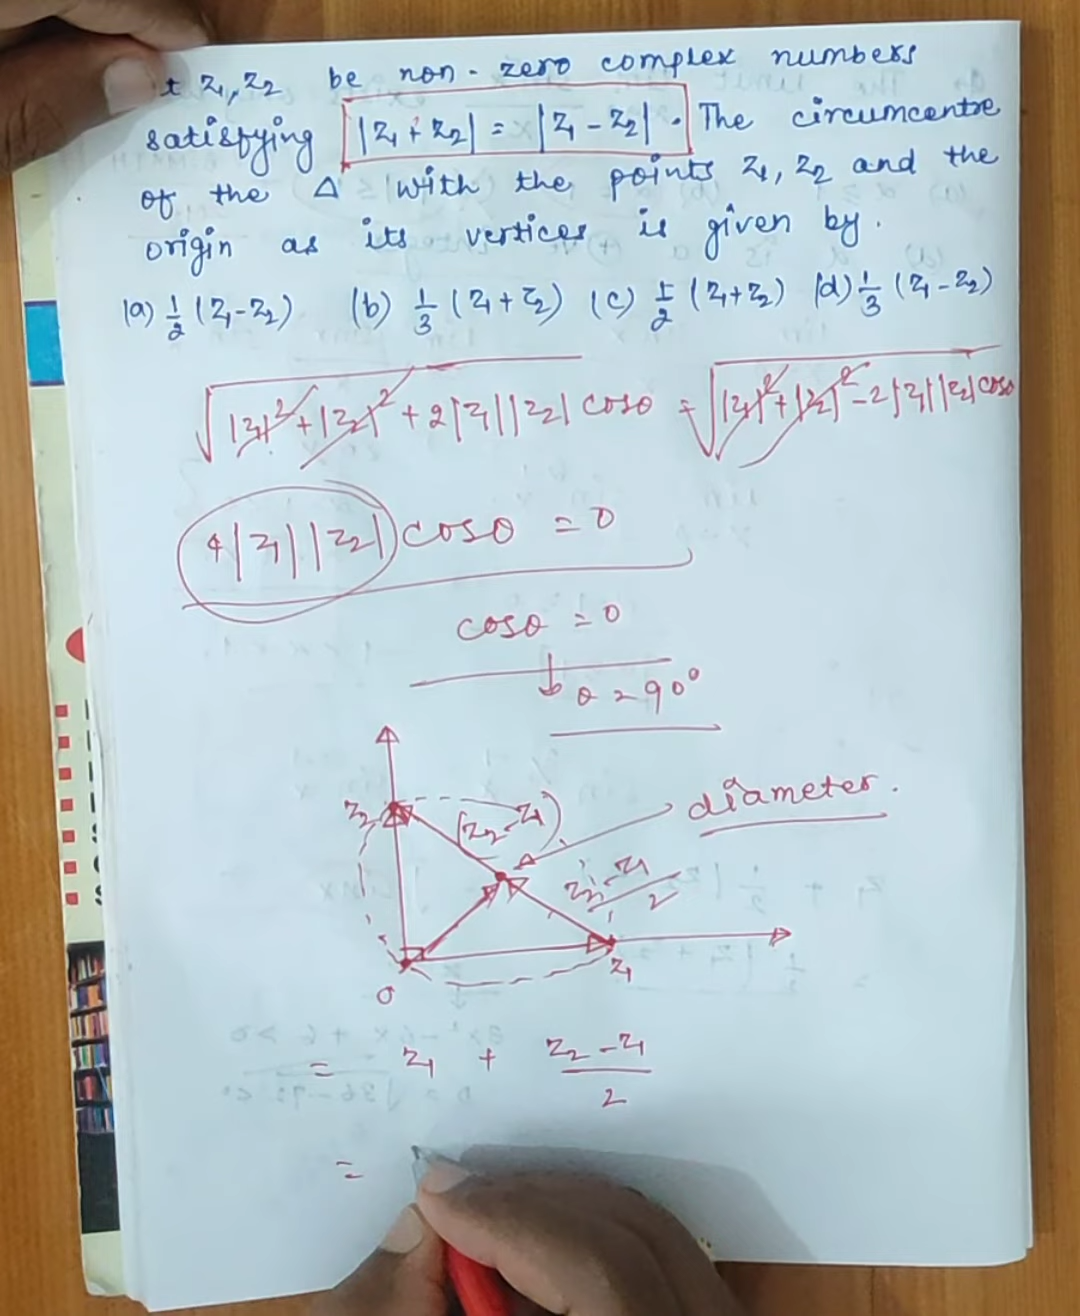 t z₁, z₂ be non-zero complex numbers
satisfying |z₁ + z₂| = |z₁ - z₂|. The circumcentre
of the Δ with the points z₁, z₂ and the
origin as its vertices is given by.
(a) 1/2 (z₁-z₂) (b) 1/3 (z₁+z₂) (c) 1/2 (z₁+z₂) (d) 1/3 (z₁-z₂)
√(|z₁|²+|z₂|²+2|z₁||z₂| cosθ) = √(|z₁|²+|z₂|²-2|z₁||z₂|cosθ)
4|z₁||z₂| cosθ = 0
cosθ = 0
θ = 90°
diameter.
z₂
(z₂-z₁)
(z₂-z₁)/2
z₁
O
= z₁ + (z₂-z₁)/2
=